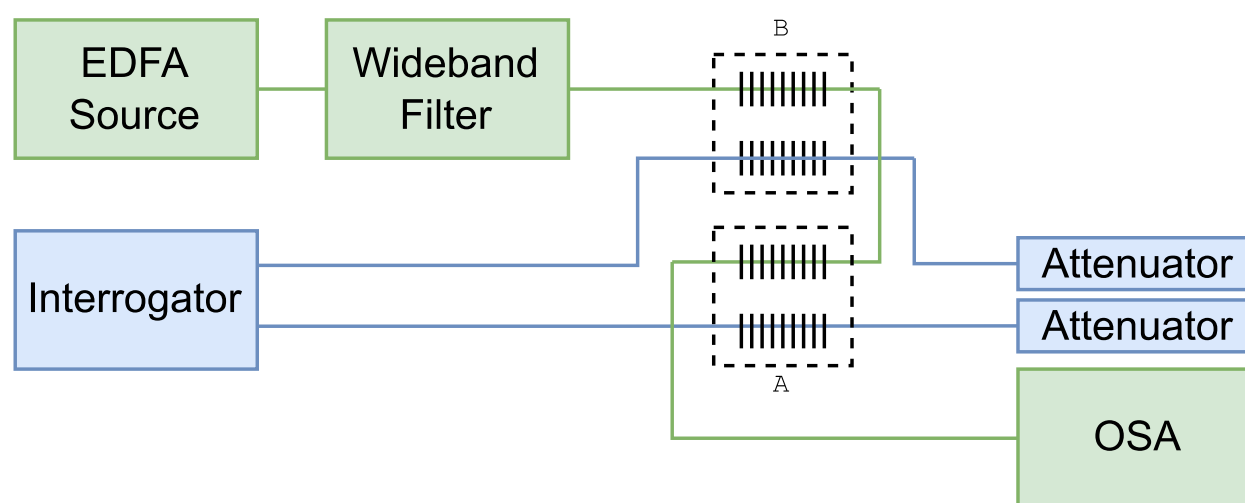 B
EDFA
Source
Wideband
Filter
Interrogator
Attenuator
Attenuator
A
OSA